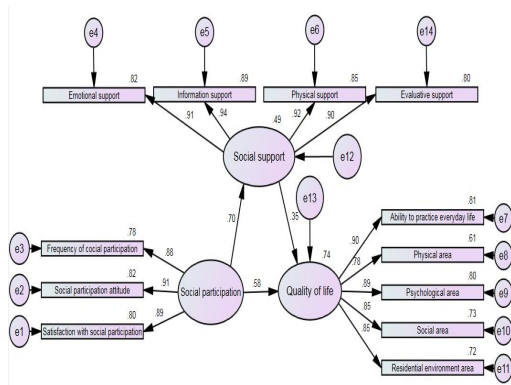 e4
e5
e6
e14
.82
.89
.85
.80
Emotional support
Information support
Physical support
Evaluative support
.91
.94
.92
.90
.49
Social support
e12
e13
.70
.35
.74
.78
e3
Frequency of cocial participation
.88
.82
e2
Social participation attitude
.91
.80
e1
Satisfaction with social participation
.89
Social participation
.58
Quality of life
.81
.90
Ability to practice everyday life
e7
.61
.78
Physical area
e8
.80
.89
Psychological area
e9
.73
.85
Social area
e10
.72
.85
Residential environment area
e11